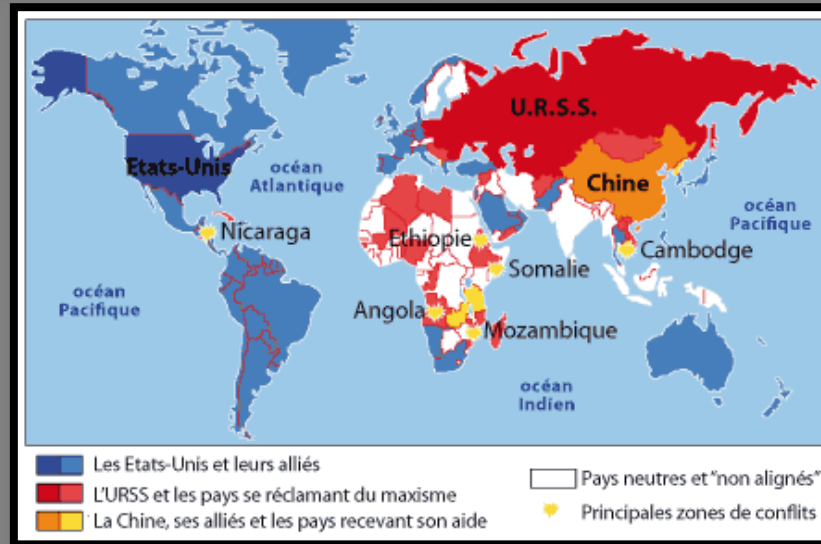 U.R.S.S.
Etats-Unis
océan
Atlantique
Chine
océan
Pacifique
Nicaraga
Ethiopie
Cambodge
Somalie
océan
Pacifique
Angola
Mozambique
océan
Indien
Les Etats-Unis et leurs alliés
L'URSS et les pays se réclamant du maxisme
La Chine, ses alliés et les pays recevant son aide
Pays neutres et "non alignés"
Principales zones de conflits